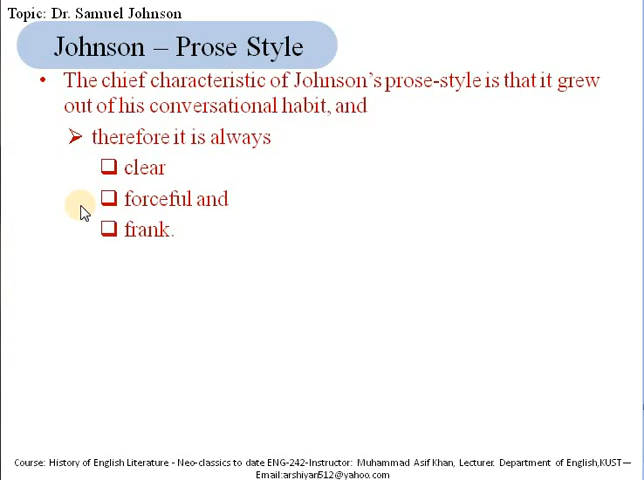 Topic: Dr. Samuel Johnson
Johnson – Prose Style
• The chief characteristic of Johnson's prose-style is that it grew
out of his conversational habit, and
➢ therefore it is always
❑ clear
❑ forceful and
❑ frank.
Course: History of English Literature - Neo-classics to date ENG-242-Instructor: Muhammad Asif Khan, Lecturer. Department of English,KUST—
Email:arshiyan512@yahoo.com